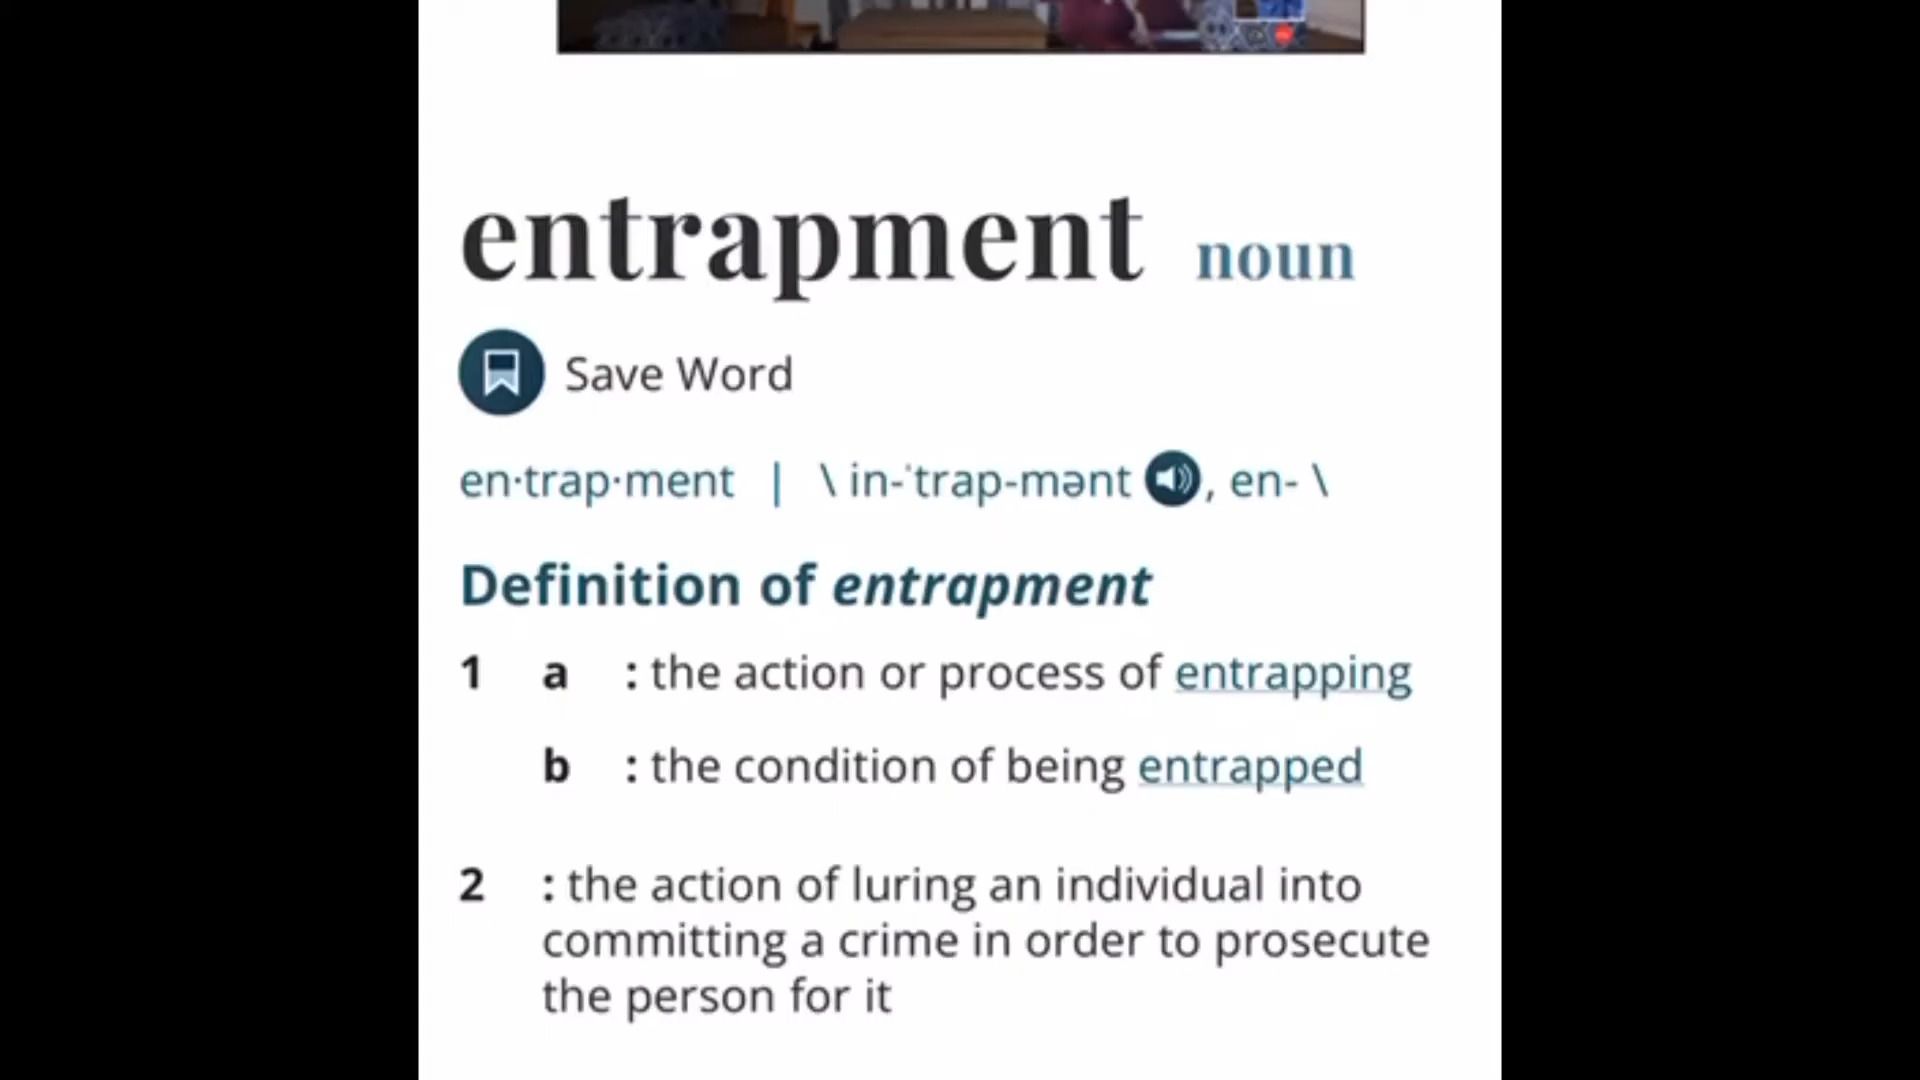 entrapment noun
Save Word
en·trap·ment | \ in-ˈtrap-mənt , en- \
Definition of entrapment
1 a : the action or process of entrapping
b : the condition of being entrapped
2 : the action of luring an individual into
committing a crime in order to prosecute
the person for it